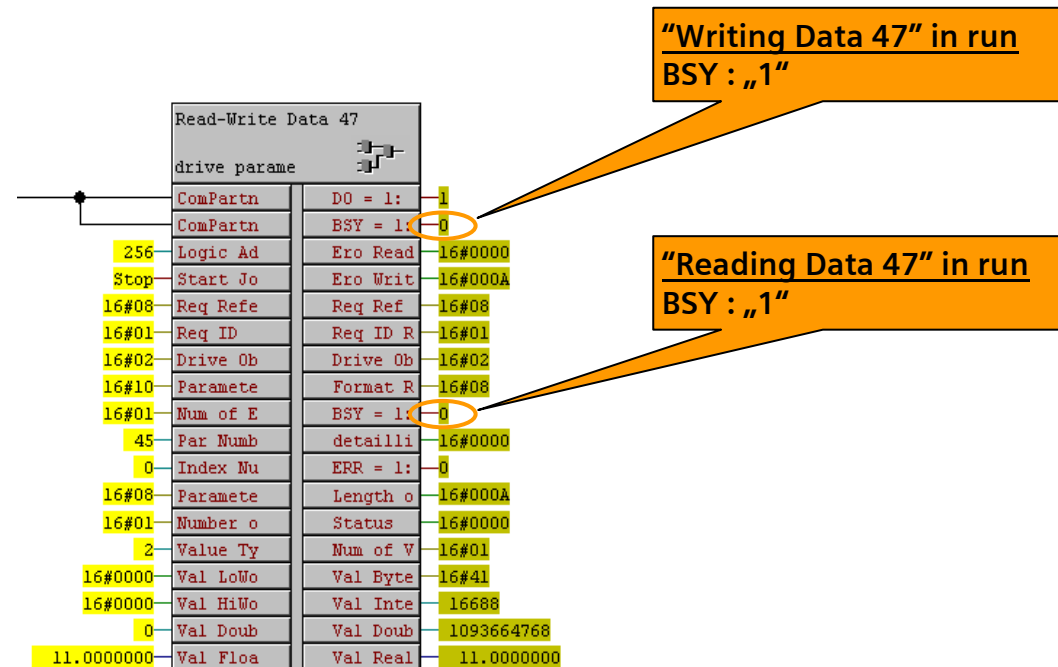 “Writing Data 47” in run
BSY : „1“
Read-Write Data 47
drive parame
ComPartn DO = 1: 1
ComPartn BSY = 1: 0
256 Logic Ad Ero Read 16#0000
Stop Start Jo Ero Writ 16#000A
16#08 Req Refe Req Ref 16#08
16#01 Req ID Req ID R 16#01
16#02 Drive Ob Drive Ob 16#02
16#10 Paramete Format R 16#08
16#01 Num of E BSY = 1: 0
45 Par Numb detailli 16#0000
0 Index Nu ERR = 1: 0
16#08 Paramete Length o 16#000A
16#01 Number o Status 16#0000
2 Value Ty Num of V 16#01
16#0000 Val LoWo Val Byte 16#41
16#0000 Val HiWo Val Inte 16688
0 Val Doub Val Doub 1093664768
11.0000000 Val Floa Val Real 11.0000000
“Reading Data 47” in run
BSY : „1“